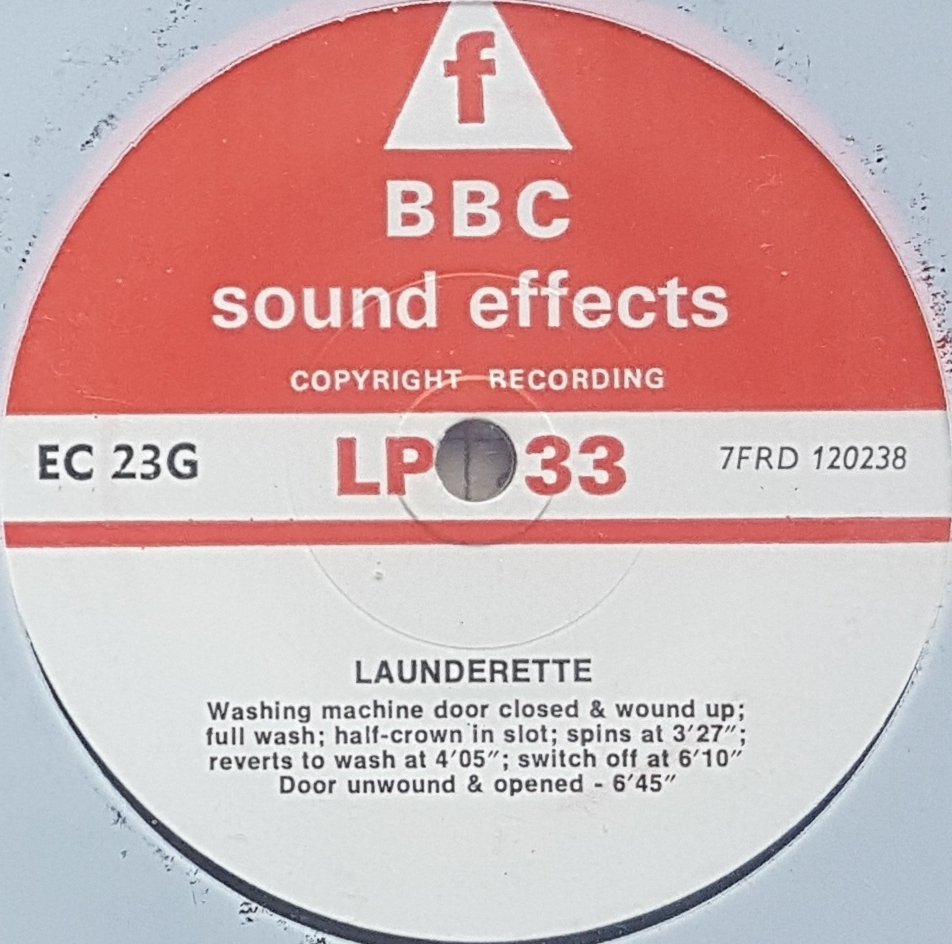 f
BBC
sound effects
COPYRIGHT RECORDING
EC 23G LP 33 7FRD 120238
LAUNDERETTE
Washing machine door closed & wound up;
full wash; half-crown in slot; spins at 3′27″;
reverts to wash at 4′05″; switch off at 6′10″
Door unwound & opened - 6′45″